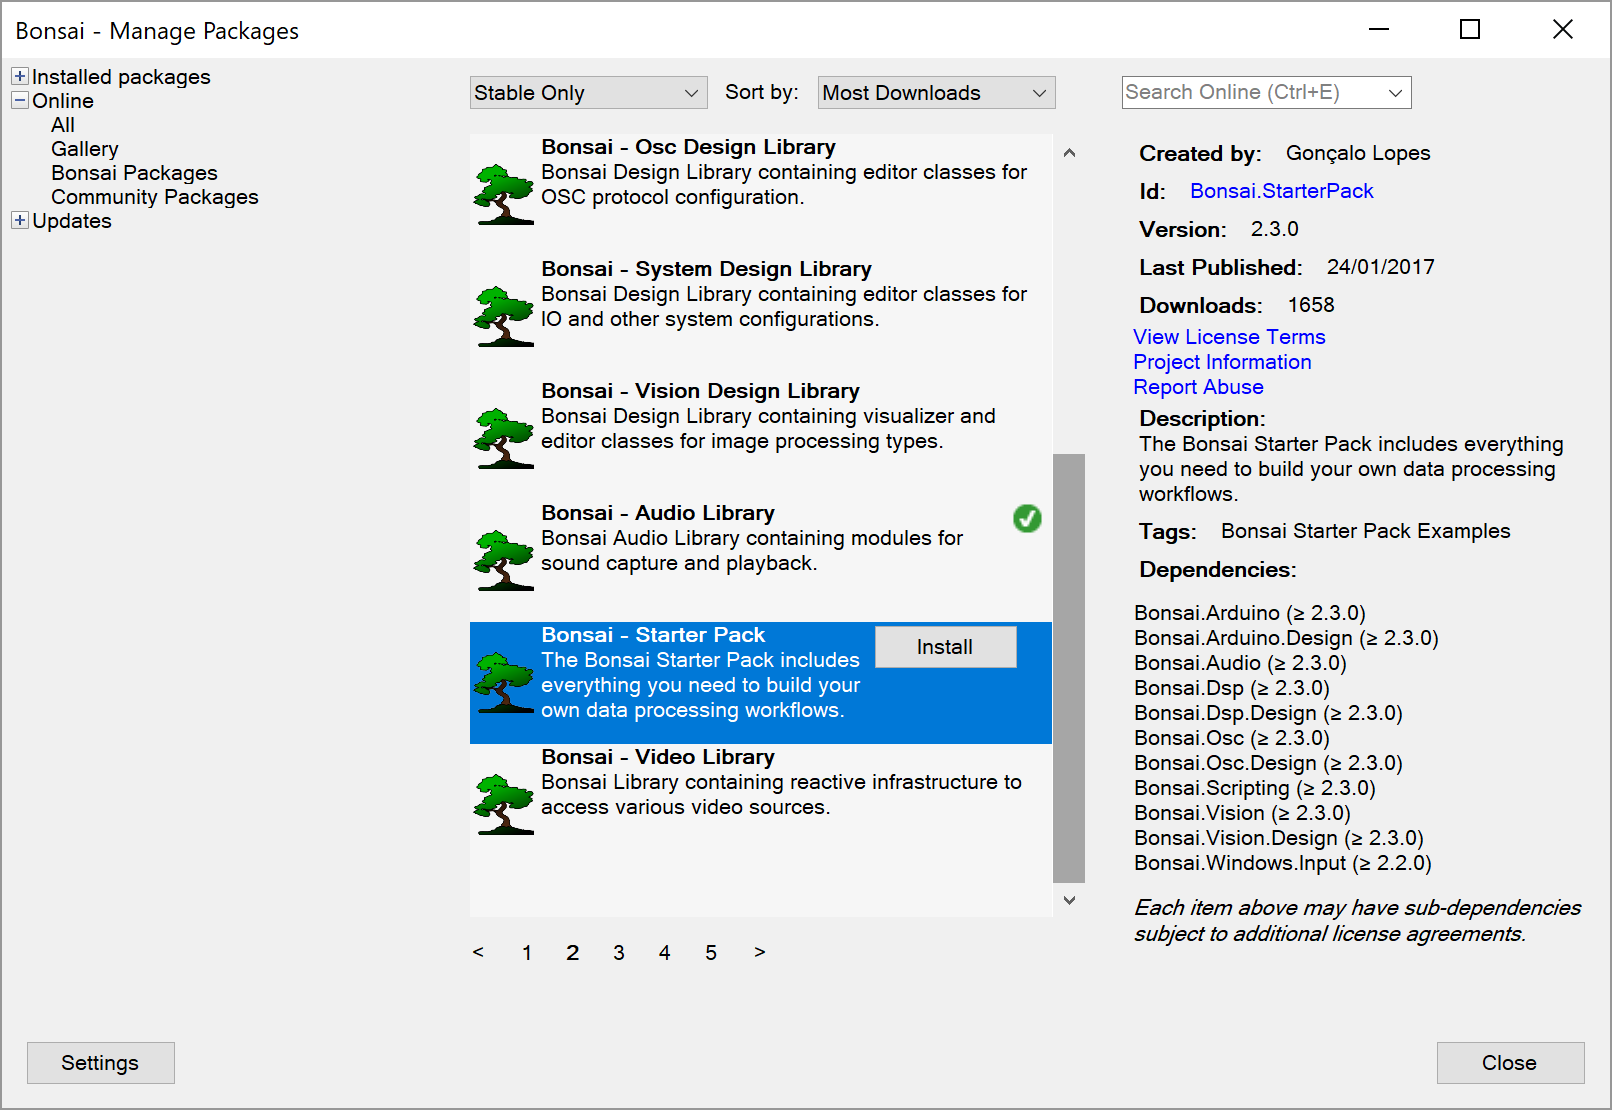 Bonsai - Manage Packages
Installed packages
Online
All
Gallery
Bonsai Packages
Community Packages
Updates
Stable Only
Sort by:
Most Downloads
Search Online (Ctrl+E)
Bonsai - Osc Design Library
Bonsai Design Library containing editor classes for
OSC protocol configuration.
Bonsai - System Design Library
Bonsai Design Library containing editor classes for
IO and other system configurations.
Bonsai - Vision Design Library
Bonsai Design Library containing visualizer and
editor classes for image processing types.
Bonsai - Audio Library
Bonsai Audio Library containing modules for
sound capture and playback.
Bonsai - Starter Pack
Install
The Bonsai Starter Pack includes
everything you need to build your
own data processing workflows.
Bonsai - Video Library
Bonsai Library containing reactive infrastructure to
access various video sources.
< 1 2 3 4 5 >
Created by: Gonçalo Lopes
Id: Bonsai.StarterPack
Version: 2.3.0
Last Published: 24/01/2017
Downloads: 1658
View License Terms
Project Information
Report Abuse
Description:
The Bonsai Starter Pack includes everything
you need to build your own data processing
workflows.
Tags: Bonsai Starter Pack Examples
Dependencies:
Bonsai.Arduino (≥ 2.3.0)
Bonsai.Arduino.Design (≥ 2.3.0)
Bonsai.Audio (≥ 2.3.0)
Bonsai.Dsp (≥ 2.3.0)
Bonsai.Dsp.Design (≥ 2.3.0)
Bonsai.Osc (≥ 2.3.0)
Bonsai.Osc.Design (≥ 2.3.0)
Bonsai.Scripting (≥ 2.3.0)
Bonsai.Vision (≥ 2.3.0)
Bonsai.Vision.Design (≥ 2.3.0)
Bonsai.Windows.Input (≥ 2.2.0)
Each item above may have sub-dependencies
subject to additional license agreements.
Settings
Close